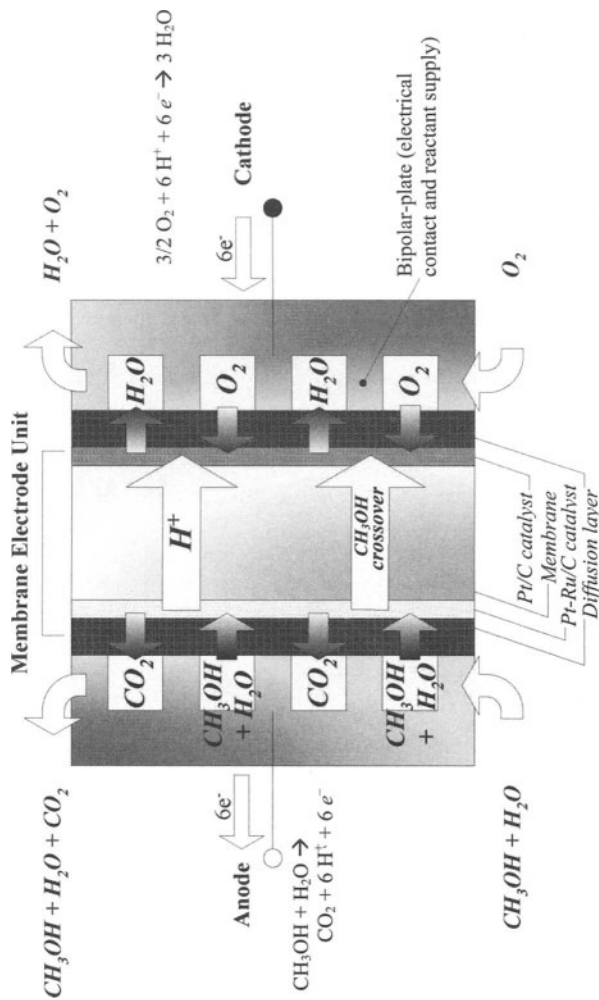 Membrane Electrode Unit
CH₃OH + H₂O + CO₂
H₂O + O₂
CO₂
H₂O
H⁺
3/2 O₂ + 6 H⁺ + 6 e⁻ → 3 H₂O
6e⁻
Anode
CH₃OH
+ H₂O
O₂
6e⁻
Cathode
CH₃OH + H₂O →
CO₂ + 6 H⁺ + 6 e⁻
CO₂
CH₃OH
crossover
H₂O
CH₃OH
+ H₂O
O₂
Bipolar-plate (electrical
contact and reactant supply)
CH₃OH + H₂O
O₂
Pt/C catalyst
Membrane
Pt-Ru/C catalyst
Diffusion layer